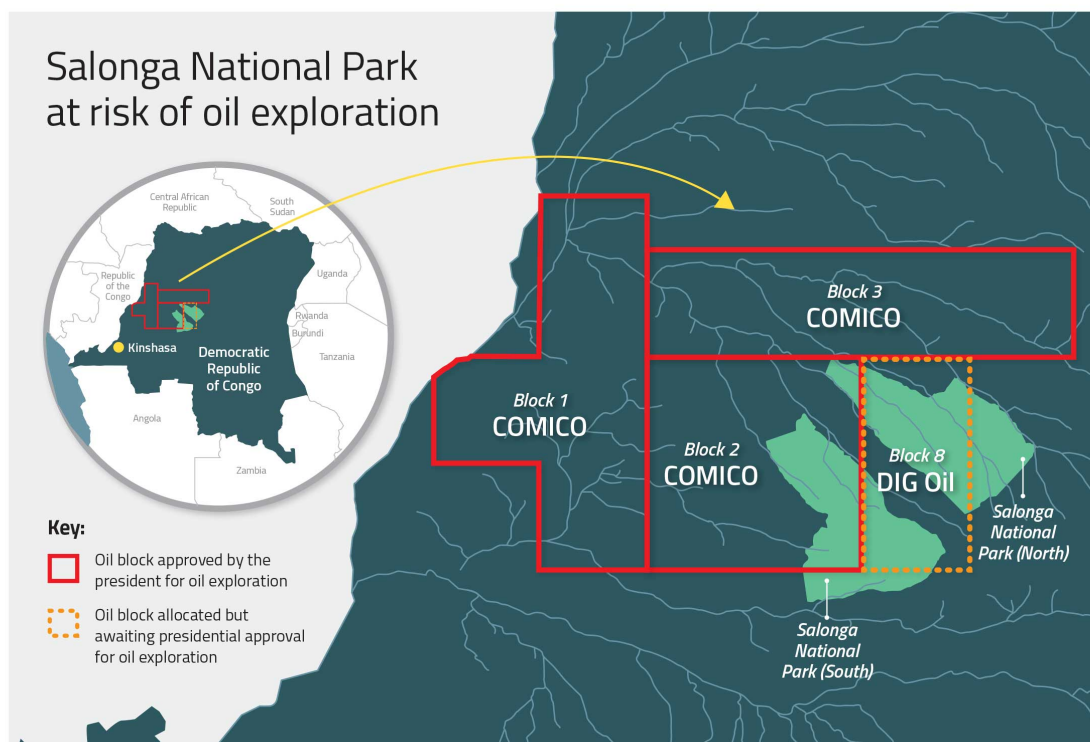 Salonga National Park
at risk of oil exploration
Central African
Republic
South
Sudan
Republic
of the
Congo
Uganda
Rwanda
Burundi
Kinshasa
Democratic
Republic
of Congo
Tanzania
Angola
Zambia
Key:
Oil block approved by the
president for oil exploration
Oil block allocated but
awaiting presidential approval
for oil exploration
Block 3
COMICO
Block 1
COMICO
Block 2
COMICO
Block 8
DIG Oil
Salonga
National
Park (North)
Salonga
National
Park (South)